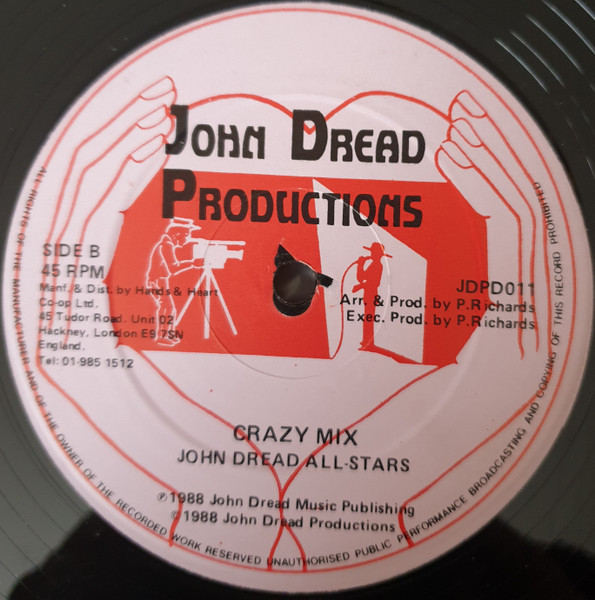 JOHN DREAD
PRODUCTIONS
SIDE B
45 RPM
Manf. & Dist. by Hands & Heart
Co-op Ltd.
45 Tudor Road. Unit 02
Hackney, London E9 7SN
England.
Tel: 01-985 1512
JDPD011
Arr. & Prod. by P.Richards
Exec. Prod. by P.Richards
CRAZY MIX
JOHN DREAD ALL-STARS
℗ 1988 John Dread Music Publishing
© 1988 John Dread Productions
ALL RIGHTS OF THE MANUFACTURER AND OF THE OWNER OF THE RECORDED WORK RESERVED UNAUTHORISED PUBLIC PERFORMANCE BROADCASTING AND COPYING OF THIS RECORD PROHIBITED